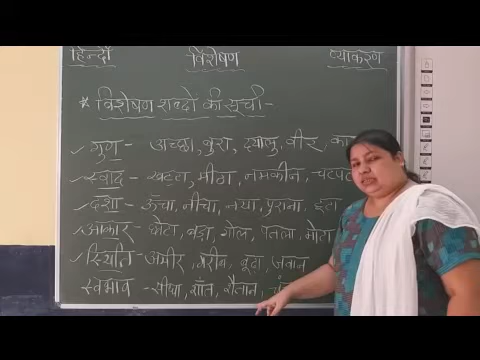 हिन्दी विशेषण व्याकरण
* विशेषण शब्दों की सूची -
✓ गुण - अच्छा, बुरा, दयालु, वीर,
✓ स्वाद - खट्टा, मीठा, नमकीन,
✓ दशा - ऊँचा, नीचा, नया, पुराना,
✓ आकार - छोटा, बड़ा, गोल, पतला, मोटा
✓ स्थिति - अमीर, गरीब, बूढ़ा, जवान
स्वभाव - सीधा, शाँत, शैतान,